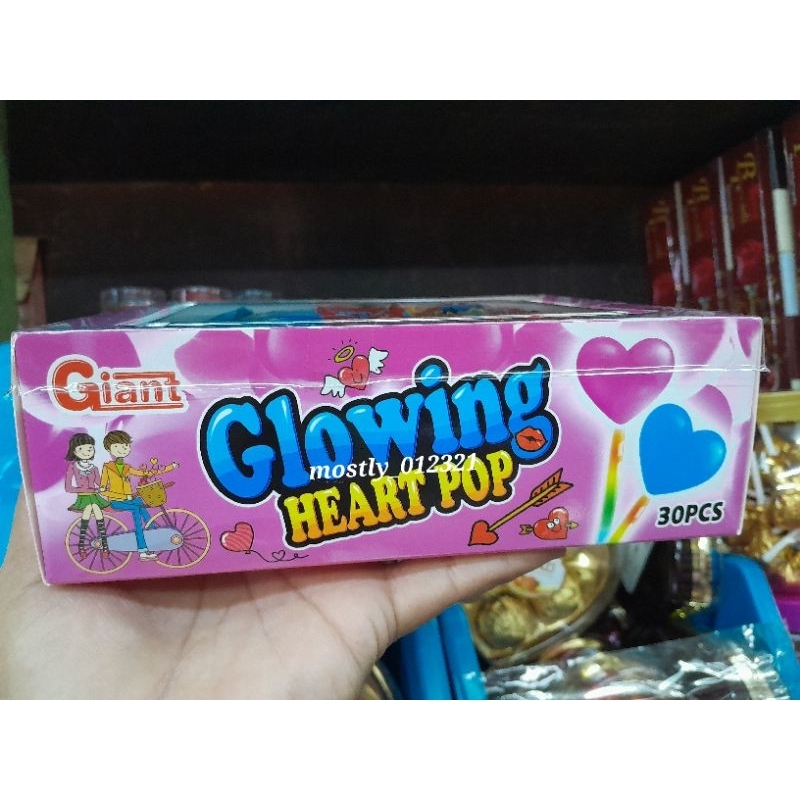 Giant
Glowing
mostly_012321
HEART POP
30PCS